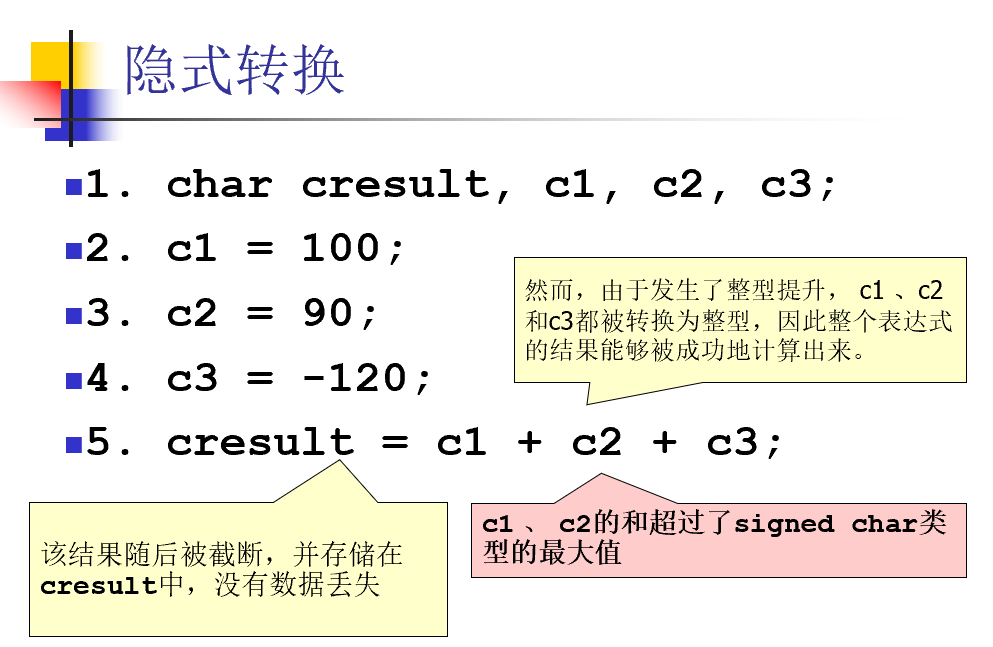 隐式转换
1. char cresult, c1, c2, c3;
2. c1 = 100;
3. c2 = 90;
然而，由于发生了整型提升， c1 、c2
和c3都被转换为整型，因此整个表达式
的结果能够被成功地计算出来。
4. c3 = -120;
5. cresult = c1 + c2 + c3;
该结果随后被截断，并存储在
cresult中，没有数据丢失
c1 、 c2的和超过了signed char类
型的最大值